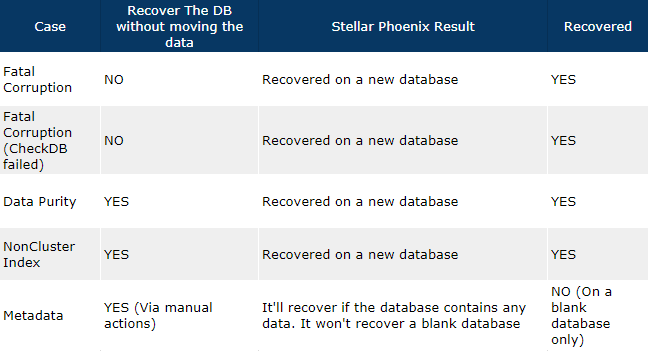 Case
Recover The DB
without moving the
data
Stellar Phoenix Result
Recovered
Fatal
Corruption
NO
Recovered on a new database
YES
Fatal
Corruption
(CheckDB
failed)
NO
Recovered on a new database
YES
Data Purity
YES
Recovered on a new database
YES
NonCluster
Index
YES
Recovered on a new database
YES
Metadata
YES (Via manual
actions)
It'll recover if the database contains any
data. It won't recover a blank database
NO (On a
blank
database
only)